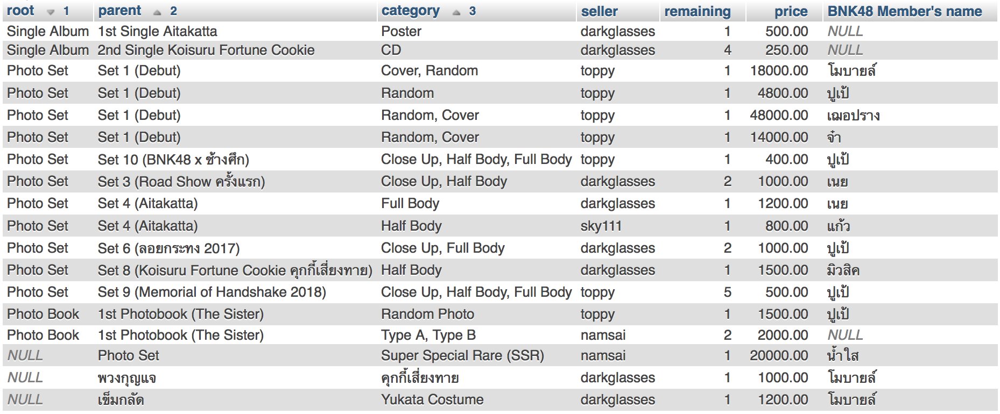 root 1 parent 2 category 3 seller remaining price BNK48 Member's name
Single Album 1st Single Aitakatta Poster darkglasses 1 500.00 NULL
Single Album 2nd Single Koisuru Fortune Cookie CD darkglasses 4 250.00 NULL
Photo Set Set 1 (Debut) Cover, Random toppy 1 18000.00 โมบายล์
Photo Set Set 1 (Debut) Random toppy 1 4800.00 ปูเป้
Photo Set Set 1 (Debut) Random, Cover toppy 1 48000.00 เฌอปราง
Photo Set Set 1 (Debut) Random, Cover toppy 1 14000.00 จ๋า
Photo Set Set 10 (BNK48 x ช้างศึก) Close Up, Half Body, Full Body toppy 1 400.00 ปูเป้
Photo Set Set 3 (Road Show ครั้งแรก) Close Up, Half Body darkglasses 2 1000.00 เนย
Photo Set Set 4 (Aitakatta) Full Body darkglasses 1 1200.00 เนย
Photo Set Set 4 (Aitakatta) Half Body sky111 1 800.00 แก้ว
Photo Set Set 6 (ลอยกระทง 2017) Close Up, Full Body darkglasses 2 1000.00 ปูเป้
Photo Set Set 8 (Koisuru Fortune Cookie คุกกี้เสี่ยงทาย) Half Body darkglasses 1 1500.00 มิวสิค
Photo Set Set 9 (Memorial of Handshake 2018) Close Up, Half Body, Full Body toppy 5 500.00 ปูเป้
Photo Book 1st Photobook (The Sister) Random Photo toppy 1 1500.00 ปูเป้
Photo Book 1st Photobook (The Sister) Type A, Type B namsai 2 2000.00 NULL
NULL Photo Set Super Special Rare (SSR) namsai 1 20000.00 น้ำใส
NULL พวงกุญแจ คุกกี้เสี่ยงทาย darkglasses 1 1000.00 โมบายล์
NULL เข็มกลัด Yukata Costume darkglasses 1 1200.00 โมบายล์